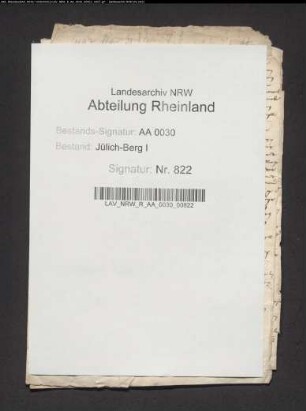 Landesarchiv NRW
Abteilung Rheinland
Bestands-Signatur: AA 0030
Bestand: Jülich-Berg I
Signatur: Nr. 822
LAV_NRW_R_AA_0030_00822